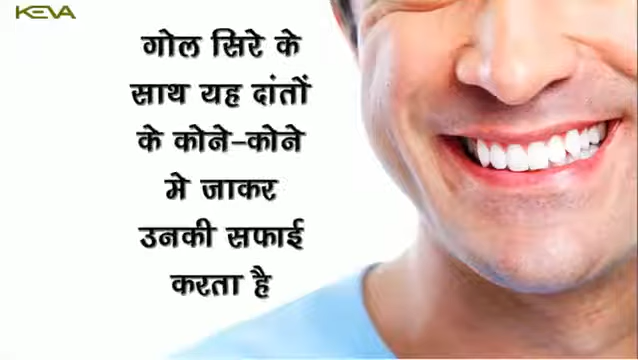 KEVA
गोल सिरे के
साथ यह दांतों
के कोने-कोने
मे जाकर
उनकी सफाई
करता है